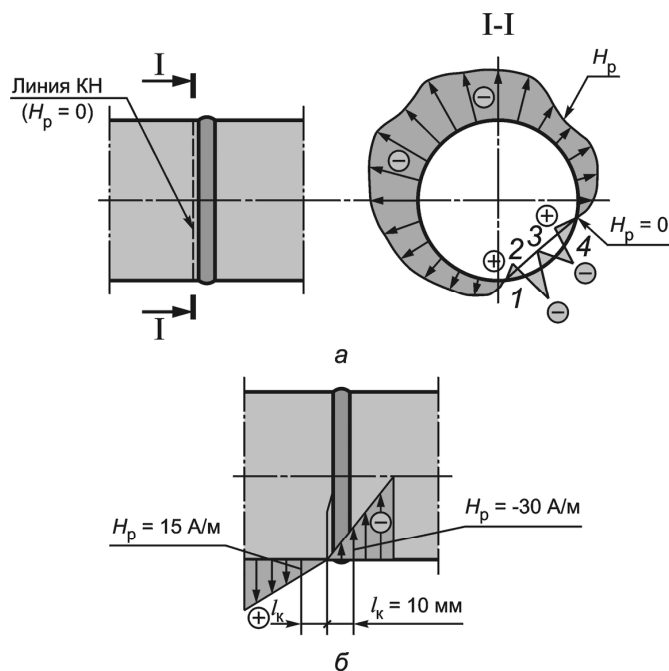 I-I
I
Линия КН
(Hр = 0)
Hр
⊖
⊖
Hр = 0
⊕
3
4
2
⊕
1
⊖
⊖
I
а
Hр = 15 А/м
Hр = -30 А/м
⊖
⊕
lк
lк = 10 мм
б